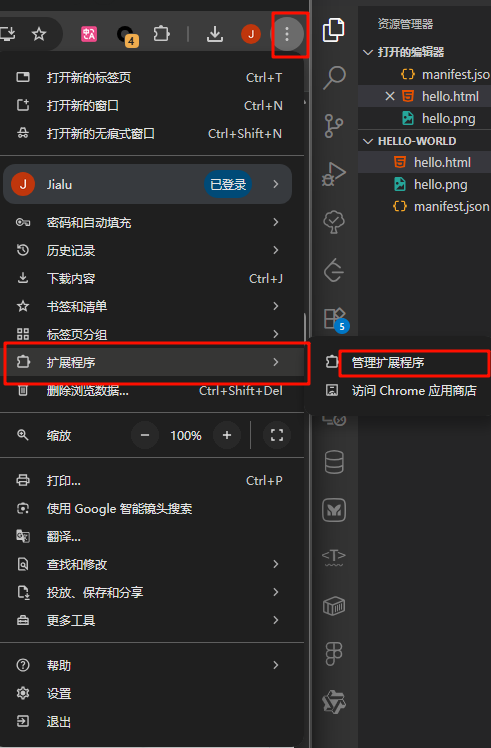 4
J
打开新的标签页 Ctrl+T
打开新的窗口 Ctrl+N
打开新的无痕式窗口 Ctrl+Shift+N
J Jialu 已登录
密码和自动填充
历史记录
下载内容 Ctrl+J
书签和清单
标签页分组
扩展程序
删除浏览数据... Ctrl+Shift+Del
缩放 − 100% +
打印... Ctrl+P
使用 Google 智能镜头搜索
翻译...
查找和修改
投放、保存和分享
更多工具
帮助
设置
退出
管理扩展程序
访问 Chrome 应用商店
5
<T>
资源管理器
打开的编辑器
{} manifest.jso
hello.html
hello.png
HELLO-WORLD
hello.html
hello.png
{} manifest.json